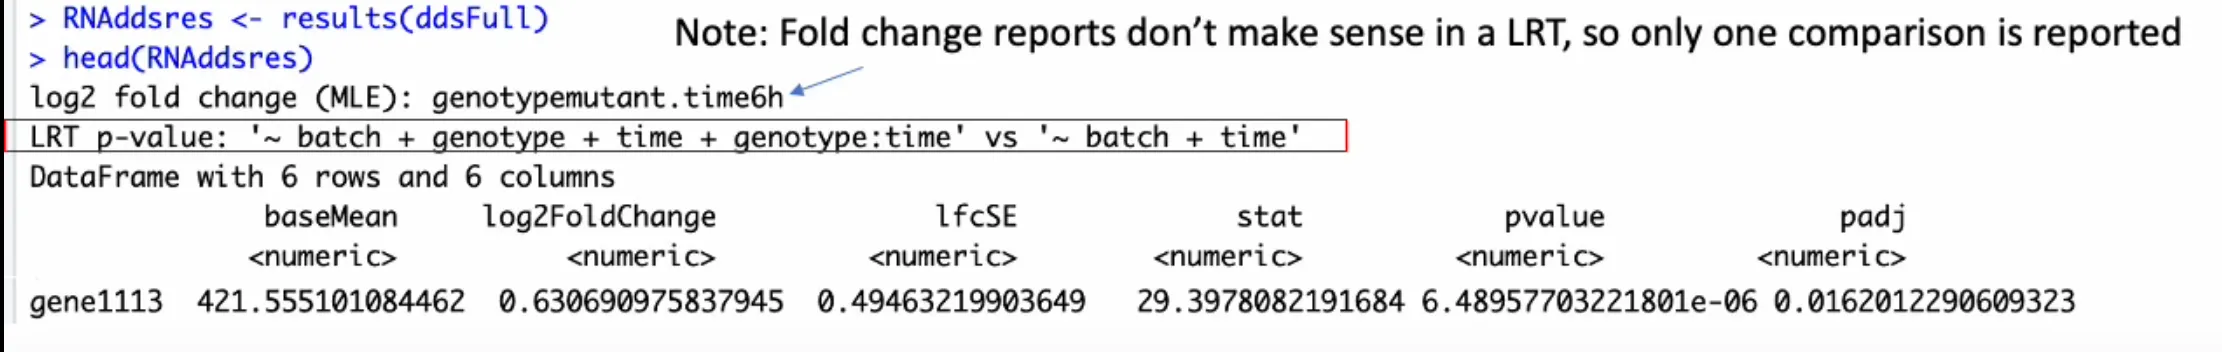 > RNAddsres <- results(ddsFull)
Note: Fold change reports don't make sense in a LRT, so only one comparison is reported
> head(RNAddsres)
log2 fold change (MLE): genotypemutant.time6h
LRT p-value: '~ batch + genotype + time + genotype:time' vs '~ batch + time'
DataFrame with 6 rows and 6 columns
baseMean log2FoldChange lfcSE stat pvalue padj
<numeric> <numeric> <numeric> <numeric> <numeric> <numeric>
gene1113 421.555101084462 0.630690975837945 0.49463219903649 29.3978082191684 6.48957703221801e-06 0.0162012290609323